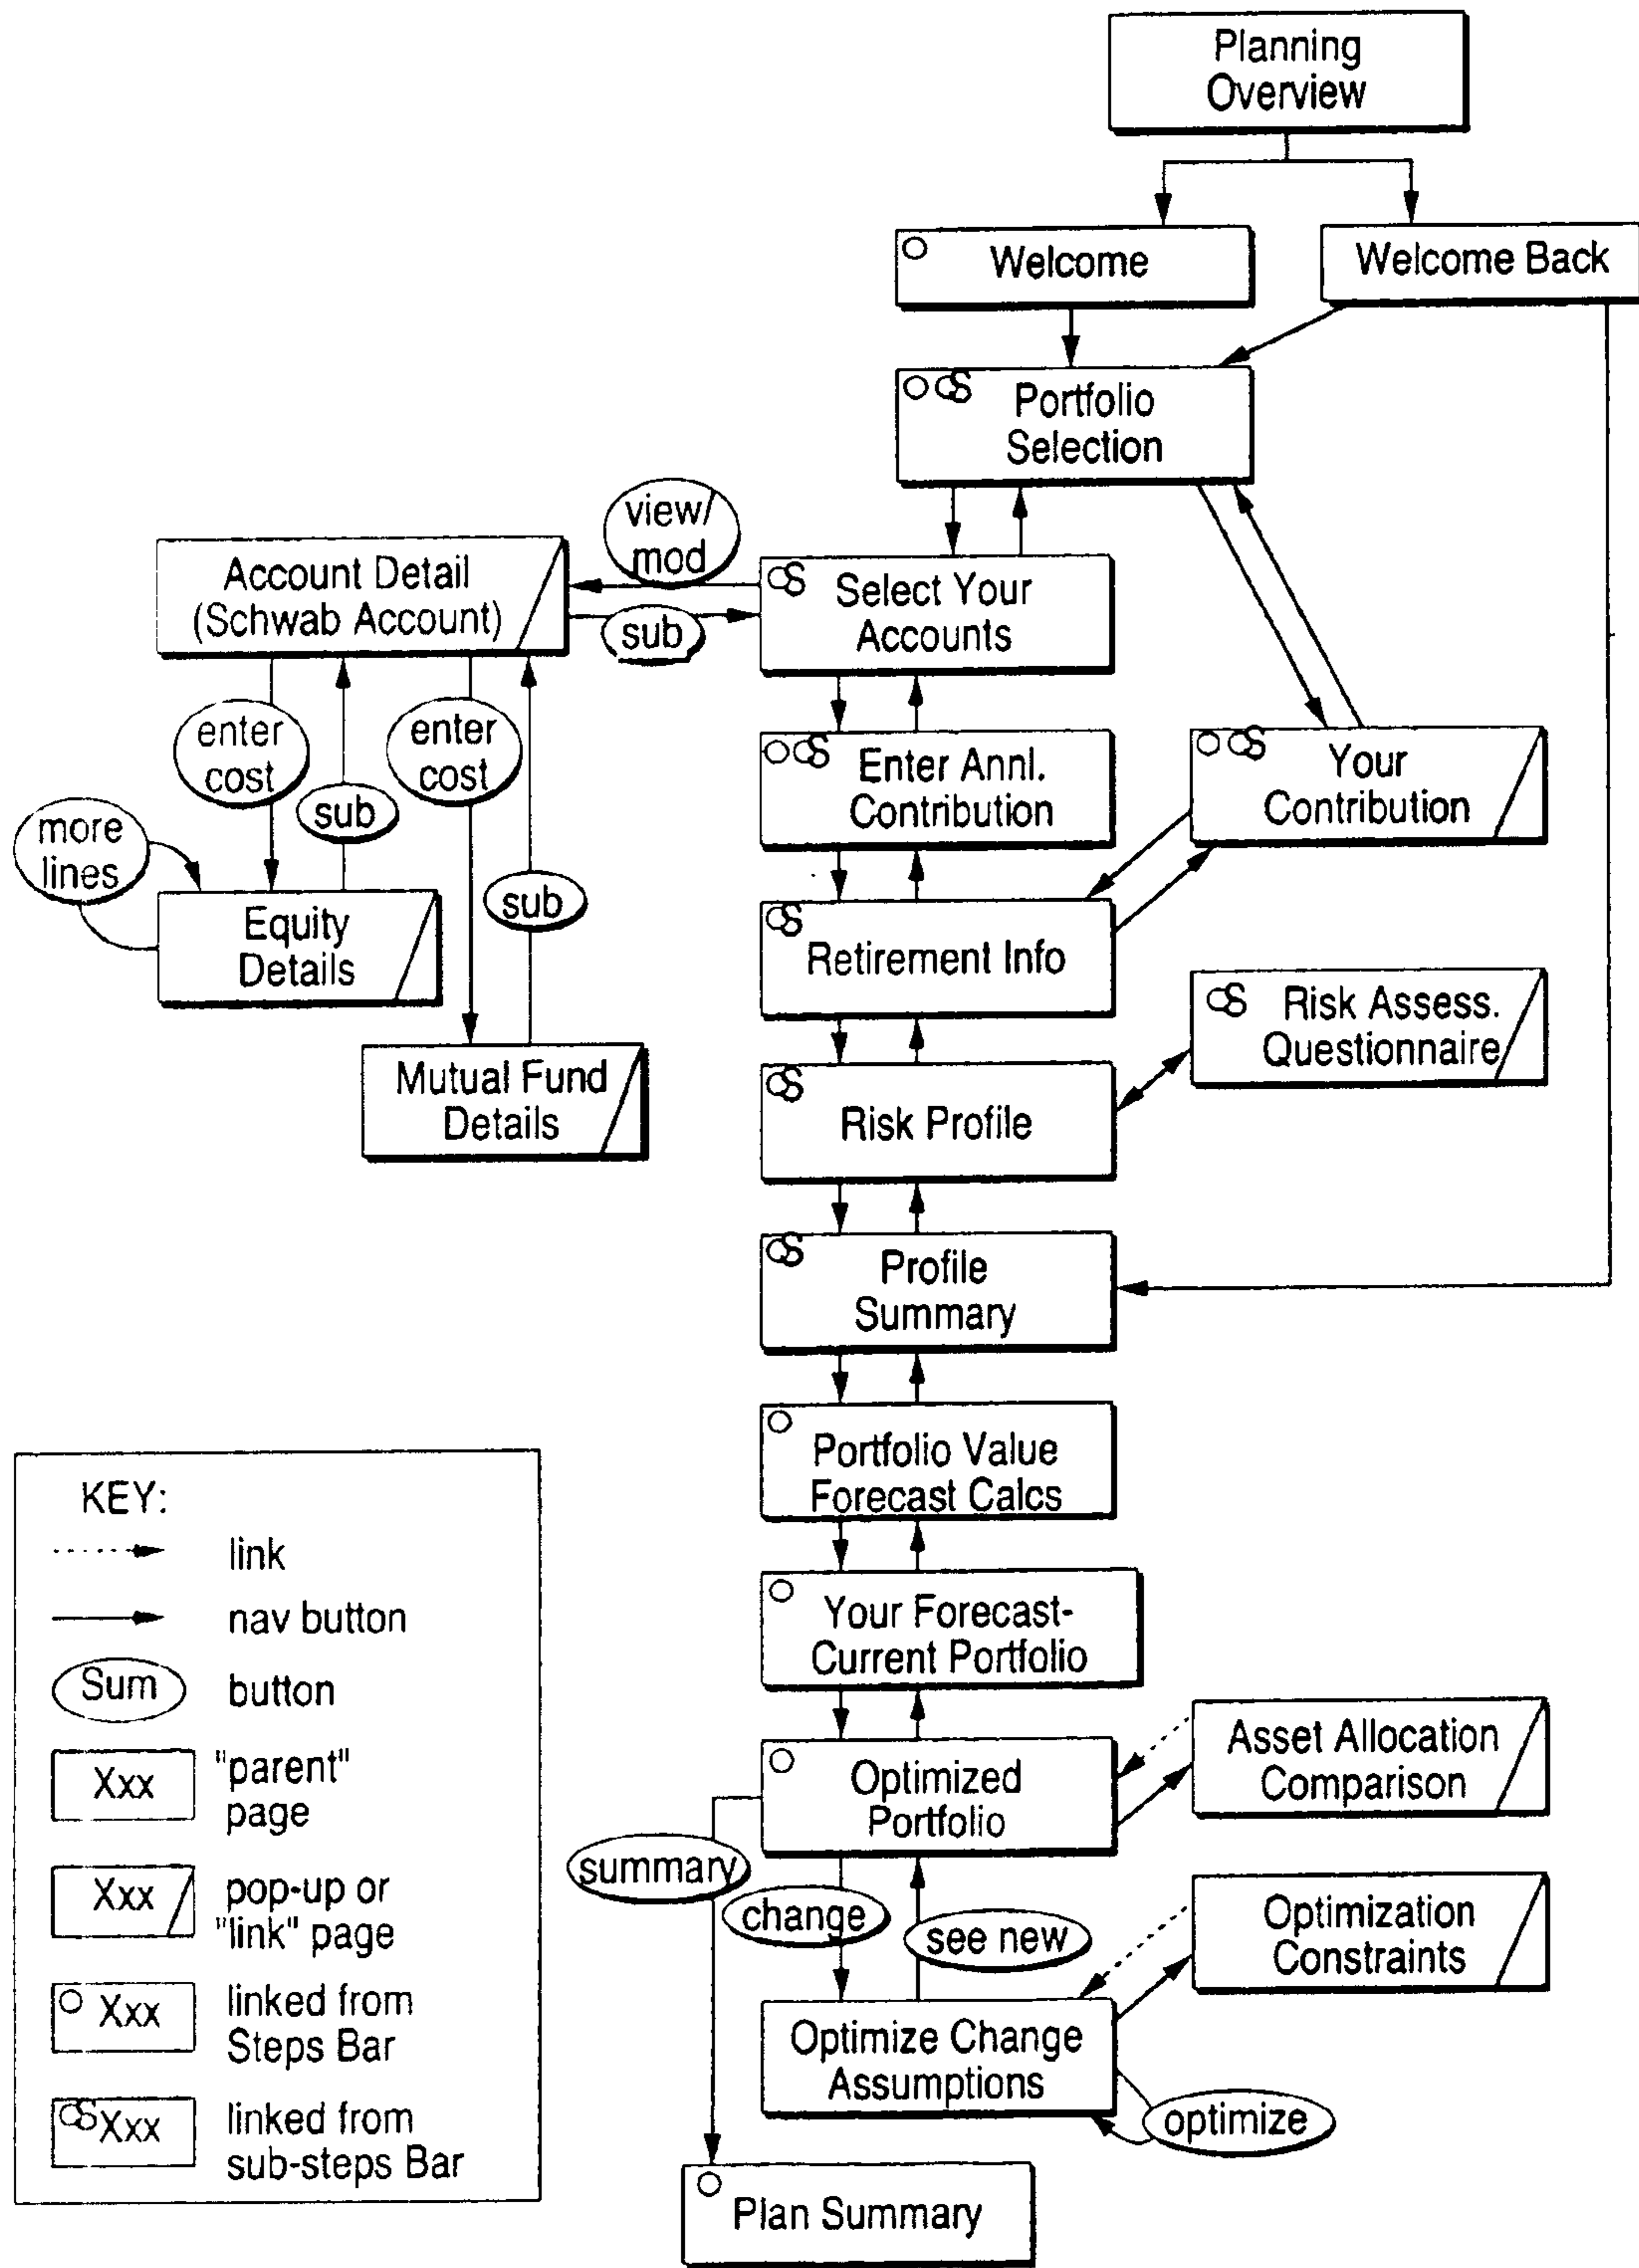 Planning
Overview
Welcome
Welcome Back
S
Portfolio
Selection
view/
mod
Account Detail
(Schwab Account)
sub
S
Select Your
Accounts
enter
cost
enter
cost
sub
S
Enter Annl.
Contribution
S
Your
Contribution
more
lines
sub
Equity
Details
S
Retirement Info
S
Risk Assess.
Questionnaire
Mutual Fund
Details
S
Risk Profile
S
Profile
Summary
Portfolio Value
Forecast Calcs
Your Forecast-
Current Portfolio
Optimized
Portfolio
Asset Allocation
Comparison
summary
change
see new
Optimization
Constraints
Optimize Change
Assumptions
optimize
Plan Summary
KEY:
link
nav button
Sum
button
Xxx
"parent"
page
Xxx
pop-up or
"link" page
Xxx
linked from
Steps Bar
S
Xxx
linked from
sub-steps Bar